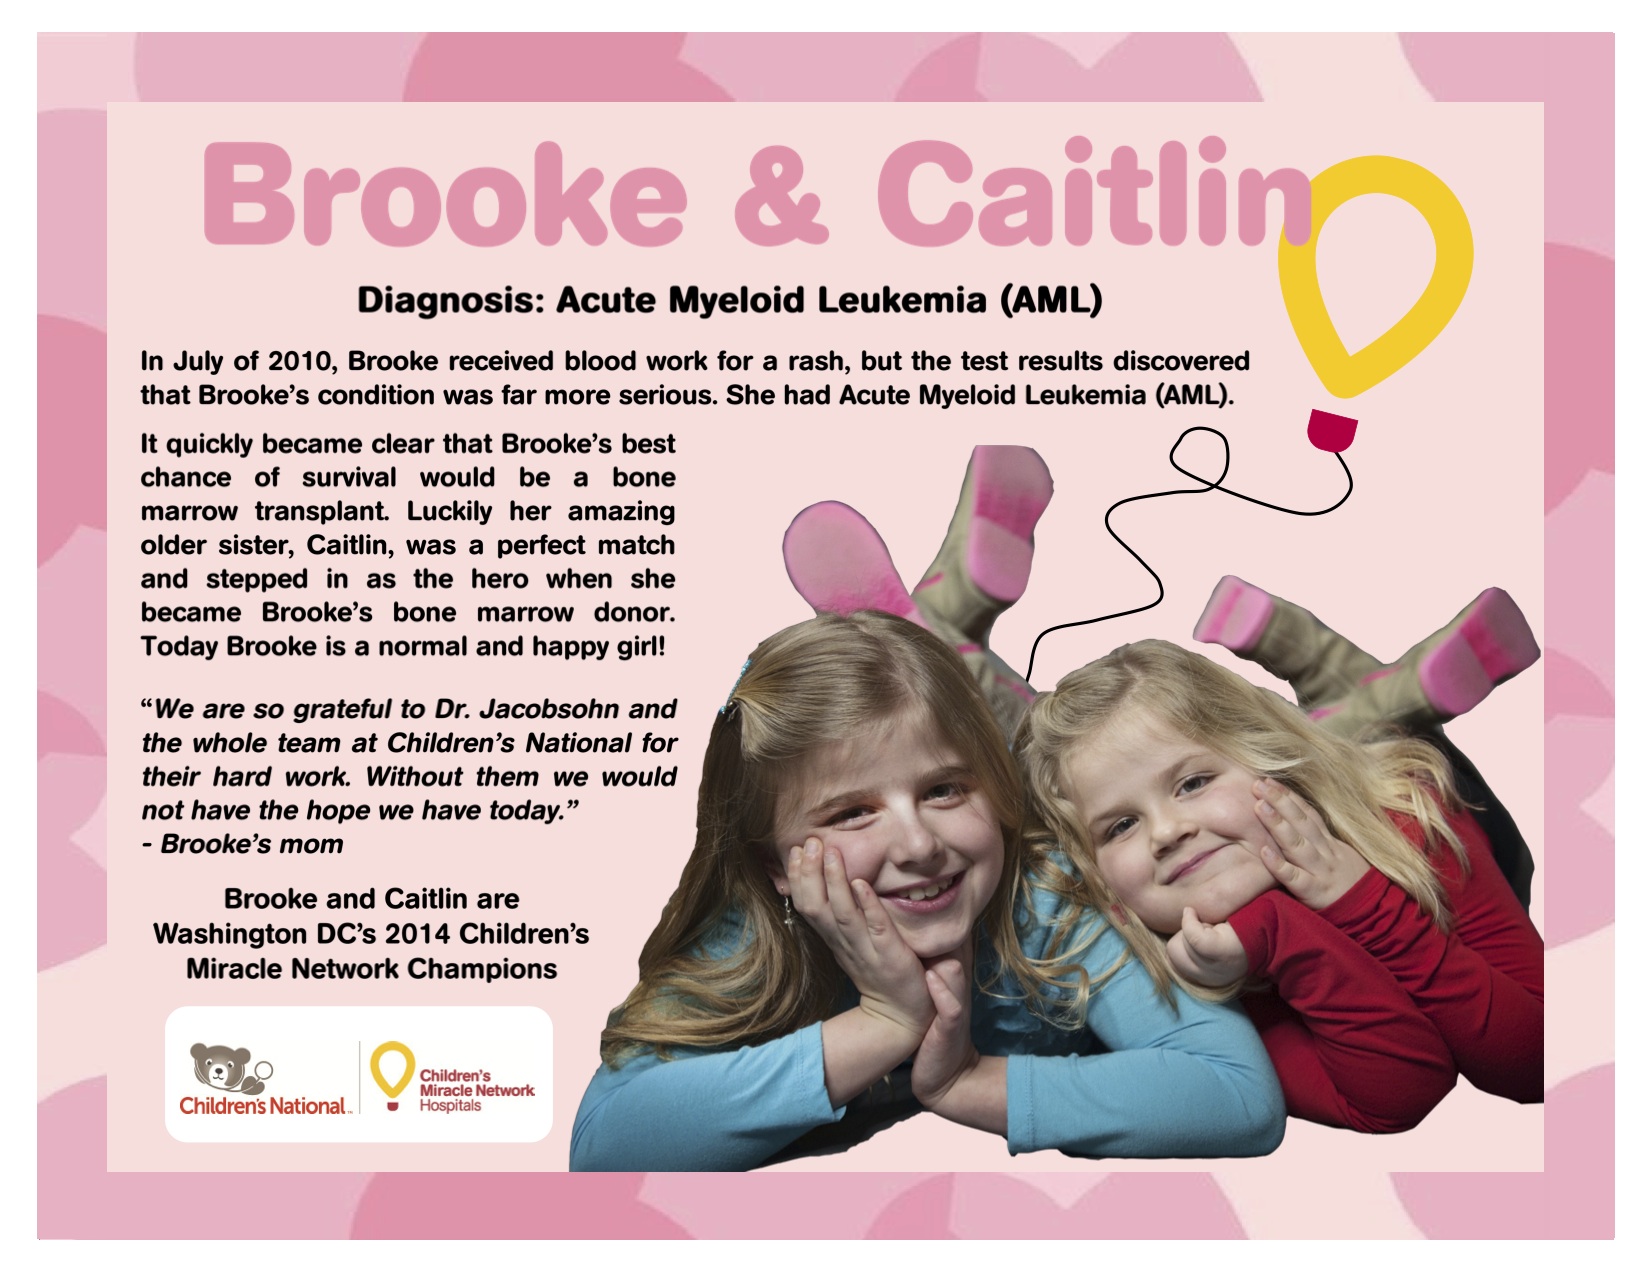 Brooke & Caitlin
Diagnosis: Acute Myeloid Leukemia (AML)
In July of 2010, Brooke received blood work for a rash, but the test results discovered
that Brooke’s condition was far more serious. She had Acute Myeloid Leukemia (AML).
It quickly became clear that Brooke’s best
chance of survival would be a bone
marrow transplant. Luckily her amazing
older sister, Caitlin, was a perfect match
and stepped in as the hero when she
became Brooke’s bone marrow donor.
Today Brooke is a normal and happy girl!
“We are so grateful to Dr. Jacobsohn and
the whole team at Children’s National for
their hard work. Without them we would
not have the hope we have today.”
- Brooke’s mom
Brooke and Caitlin are
Washington DC’s 2014 Children’s
Miracle Network Champions
Children’s National™
Children’s
Miracle Network
Hospitals